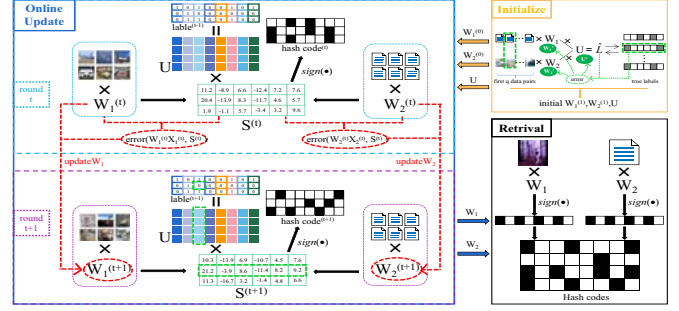 Online
Update
lable(t-1)
U
hash code(t)
sign(•)
round
t
W1(t)
11.2 -8.9 6.6 -12.4 7.2 7.6
20.4 -13.9 8.3 -11.7 4.6 5.7
1.9 -1.1 5.7 -3.4 3.2 9.6
S(t)
W2(t)
error(W1(t)X1(t), S(t))
error(W2(t)X2(t), S(t))
updateW1
updateW2
round
t+1
lable(t+1)
U
hash code(t+1)
sign(•)
W1(t+1)
10.3 -13.9 6.9 -10.7 4.5 7.6
21.2 -3.9 8.6 -11.4 8.2 9.2
11.3 -16.7 3.2 -1.4 4.8 6.6
S(t+1)
W2(t+1)
W1(0)
W2(0)
U
W1
W2
Initialize
× W1
× W2
U =
error
first q data pairs
true labels
initial W1(1),W2(1),U
Retrival
W1
W2
sign(•)
sign(•)
Hash codes